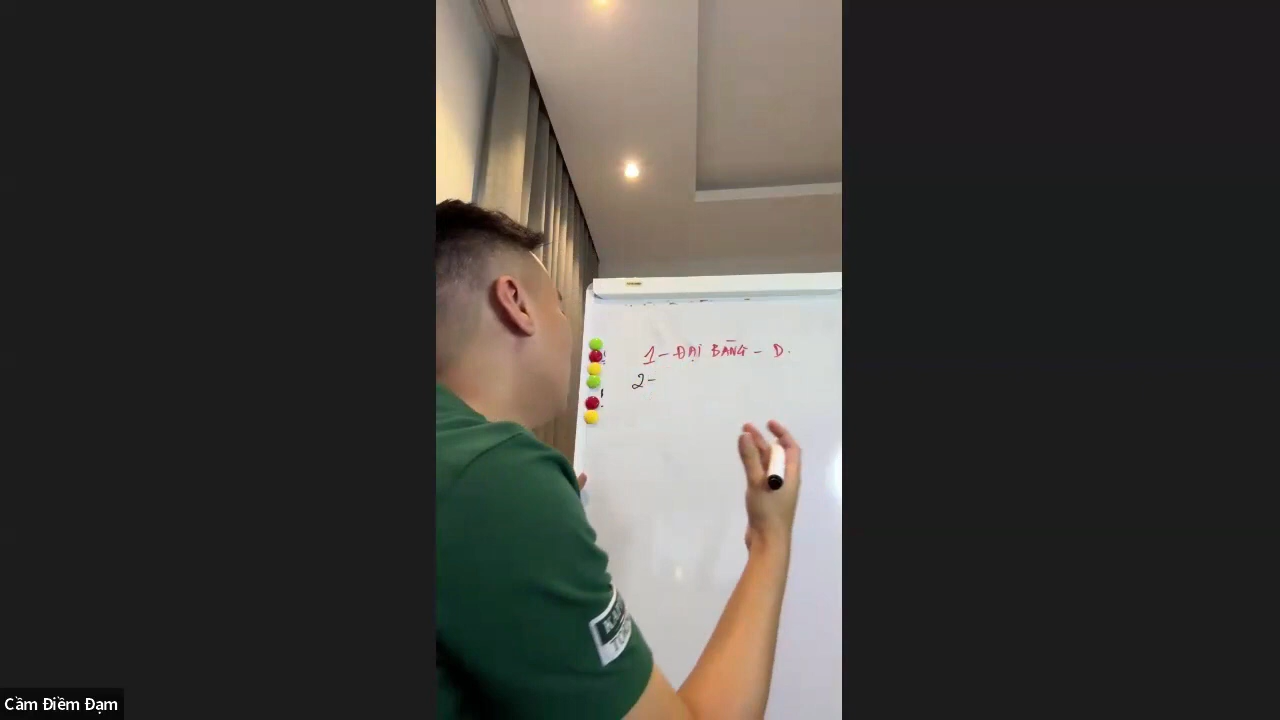 1- ĐẠI BÀNG - D.
2-
Cầm Điềm Đạm